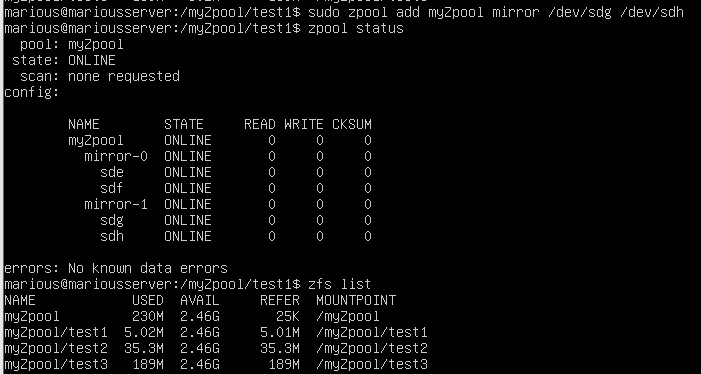 marious@mariousserver:/myZpool/test1$ sudo zpool add myZpool mirror /dev/sdg /dev/sdh
marious@mariousserver:/myZpool/test1$ zpool status
  pool: myZpool
 state: ONLINE
  scan: none requested
config:

        NAME        STATE     READ WRITE CKSUM
        myZpool     ONLINE       0     0     0
          mirror-0  ONLINE       0     0     0
            sde     ONLINE       0     0     0
            sdf     ONLINE       0     0     0
          mirror-1  ONLINE       0     0     0
            sdg     ONLINE       0     0     0
            sdh     ONLINE       0     0     0

errors: No known data errors
marious@mariousserver:/myZpool/test1$ zfs list
NAME            USED  AVAIL     REFER  MOUNTPOINT
myZpool         230M  2.46G       25K  /myZpool
myZpool/test1  5.02M  2.46G     5.01M  /myZpool/test1
myZpool/test2  35.3M  2.46G     35.3M  /myZpool/test2
myZpool/test3   189M  2.46G      189M  /myZpool/test3